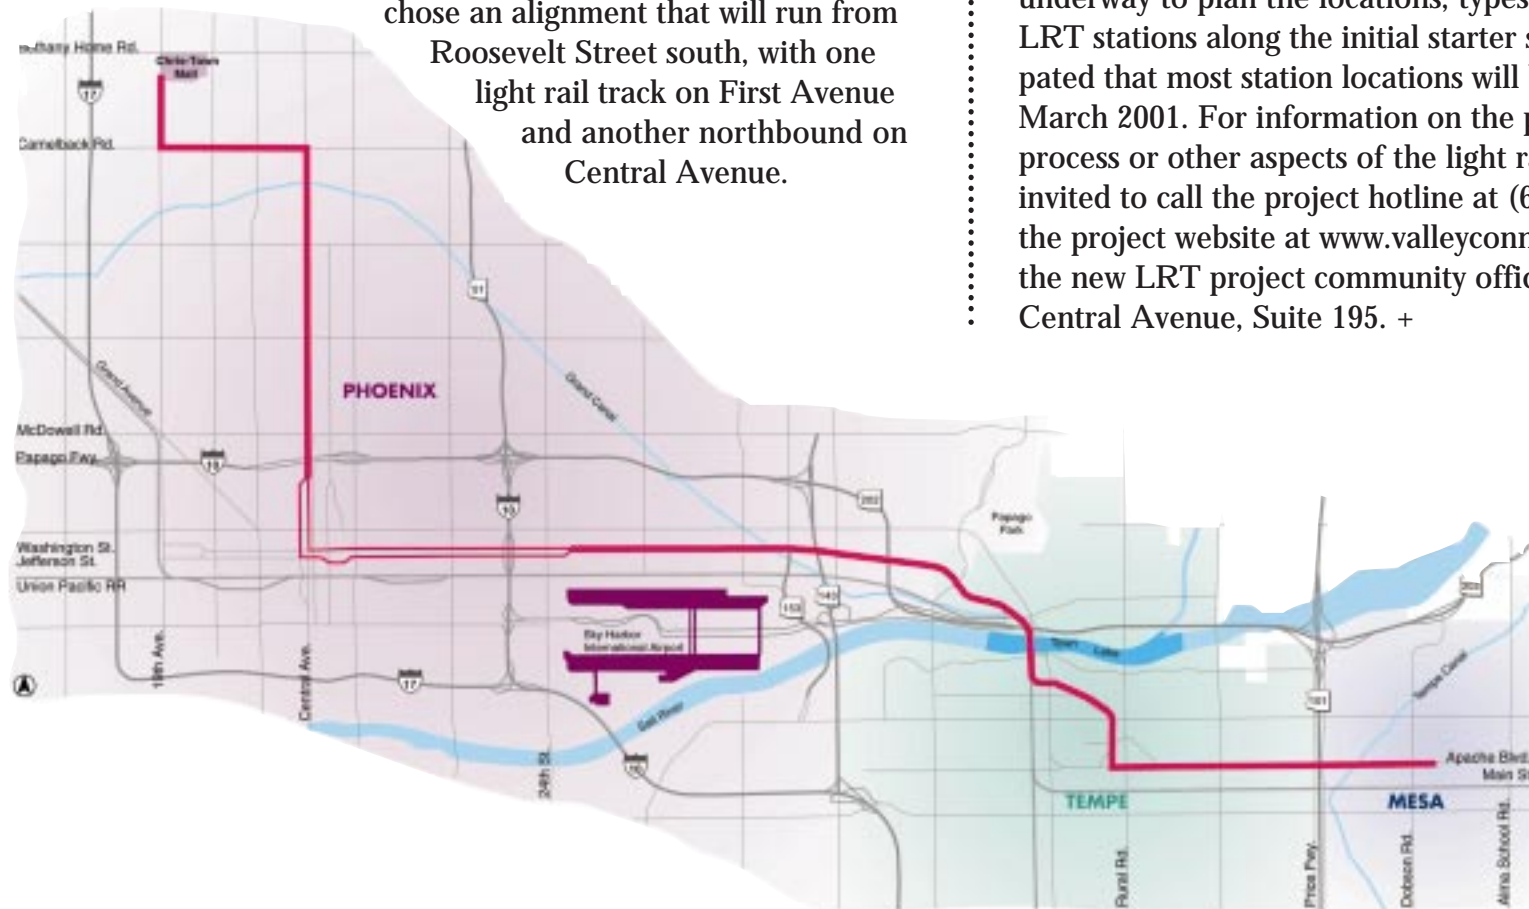 chose an alignment that will run from
Roosevelt Street south, with one
light rail track on First Avenue
and another northbound on
Central Avenue.
underway to plan the locations, types
LRT stations along the initial starter s
pated that most station locations will
March 2001. For information on the p
process or other aspects of the light ra
invited to call the project hotline at (6
the project website at www.valleyconn
the new LRT project community offic
Central Avenue, Suite 195. +
Bethany Home Rd.
Chris-Town
Mall
17
Camelback Rd.
51
Grand Avenue
PHOENIX
Grand Canal
McDowell Rd.
Papago Fwy.
10
10
202
Papago
Park
Washington St.
Jefferson St.
Union Pacific RR
153
143
202
Sky Harbor
International Airport
Town Lake
19th Ave.
Central Ave.
17
Salt River
Tempe Canal
101
24th St.
10
Apache Blvd.
Main St
TEMPE
MESA
Rural Rd.
Price Fwy.
Dobson Rd.
Alma School Rd.